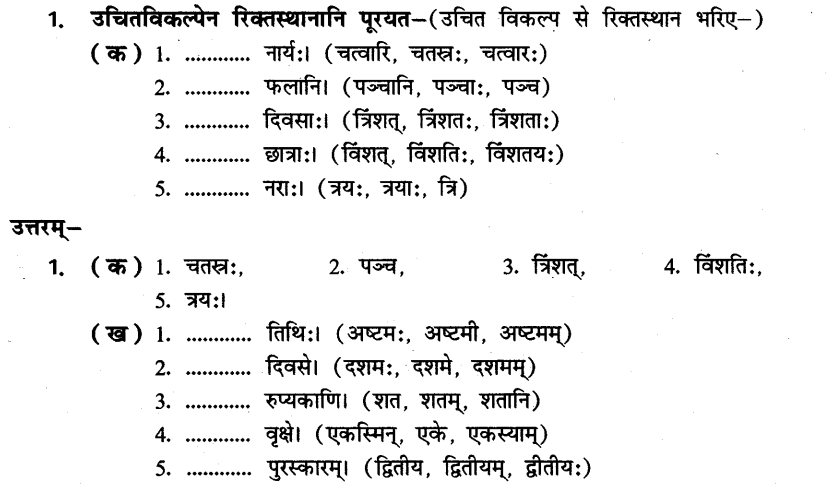 1. उचितविकल्पेन रिक्तस्थानानि पूरयत–(उचित विकल्प से रिक्तस्थान भरिए–)
(क) 1. ............ नार्यः। (चत्वारि, चतस्रः, चत्वारः)
2. ............ फलानि। (पञ्चानि, पञ्चाः, पञ्च)
3. ............ दिवसाः। (त्रिंशत्, त्रिंशतः, त्रिंशताः)
4. ............ छात्राः। (विंशत्, विंशतिः, विंशतयः)
5. ............ नराः। (त्रयः, त्रयाः, त्रि)
उत्तरम्–
1. (क) 1. चतस्रः, 2. पञ्च, 3. त्रिंशत्, 4. विंशतिः,
5. त्रयः।
(ख) 1. ............ तिथिः। (अष्टमः, अष्टमी, अष्टमम्)
2. ............ दिवसे। (दशमः, दशमे, दशमम्)
3. ............ रुप्यकाणि। (शत, शतम्, शतानि)
4. ............ वृक्षे। (एकस्मिन्, एके, एकस्याम्)
5. ............ पुरस्कारम्। (द्वितीय, द्वितीयम्, द्वीतीयः)